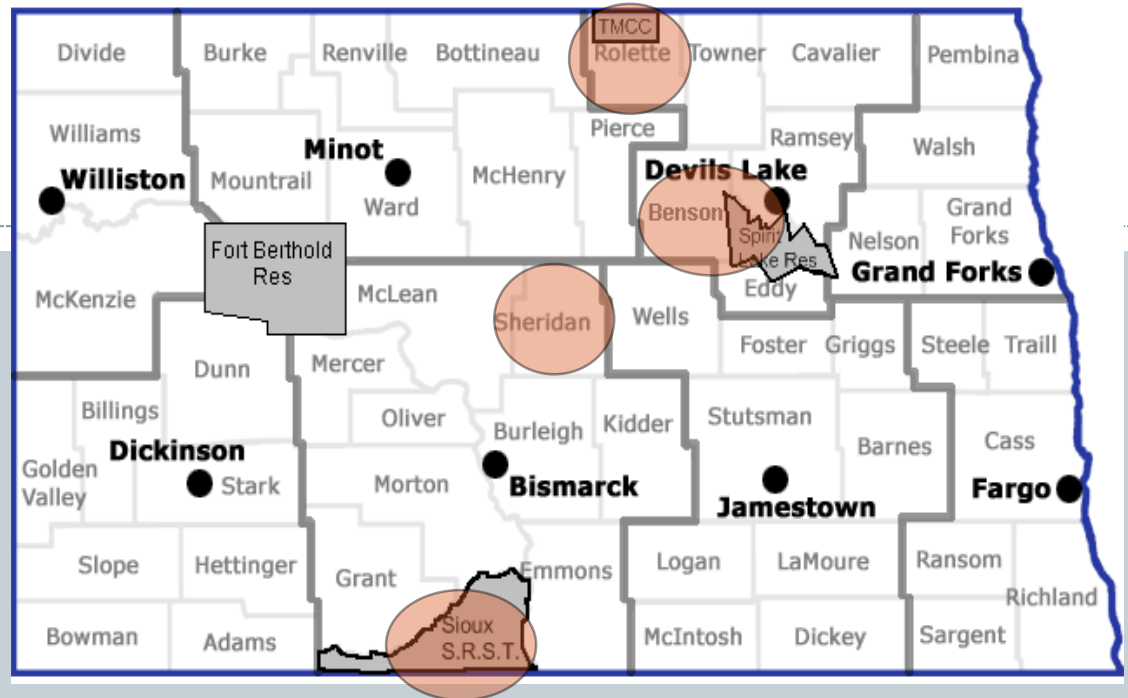 TMCC
Divide
Burke
Renville
Bottineau
Rolette
Towner
Cavalier
Pembina
Williams
Minot
Pierce
Ramsey
Walsh
Williston
Mountrail
McHenry
Devils Lake
Ward
Benson
Grand
Forks
Spirit
Lake Res
Nelson
Fort Berthold
Res
Grand Forks
McKenzie
McLean
Eddy
Sheridan
Wells
Foster
Griggs
Steele
Traill
Dunn
Mercer
Billings
Oliver
Burleigh
Kidder
Stutsman
Barnes
Cass
Dickinson
Golden
Valley
Stark
Morton
Bismarck
Jamestown
Fargo
Slope
Hettinger
Grant
Emmons
Logan
LaMoure
Ransom
Richland
Bowman
Adams
Sioux
S.R.S.T.
McIntosh
Dickey
Sargent